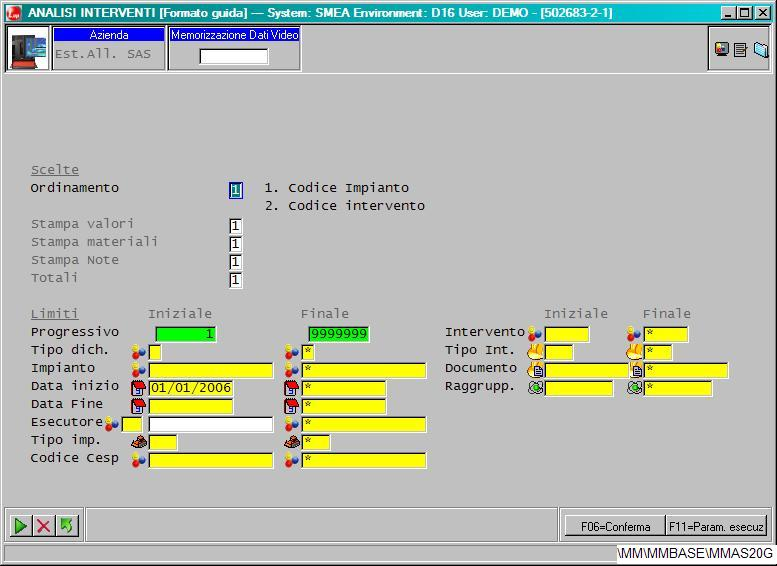 ANALISI INTERVENTI [Formato guida] --- System: SMEA Environment: D16 User: DEMO - [502683-2-1]
Azienda Memorizzazione Dati Video
Est.All. SAS
Scelte
Ordinamento 1 1. Codice Impianto
2. Codice intervento
Stampa valori 1
Stampa materiali 1
Stampa Note 1
Totali 1
Limiti Iniziale Finale Iniziale Finale
Progressivo 1 9999999 Intervento *
Tipo dich. * Tipo Int. *
Impianto * Documento *
Data inizio 01/01/2006 * Raggrupp. *
Data Fine *
Esecutore *
Tipo imp. *
Codice Cesp *
F06=Conferma F11=Param. esecuz
\MM\MMBASE\MMAS20G